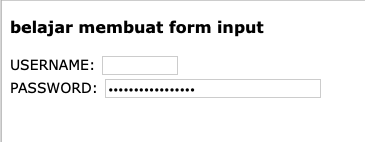 belajar membuat form input
USERNAME:
PASSWORD: •••••••••••••••••